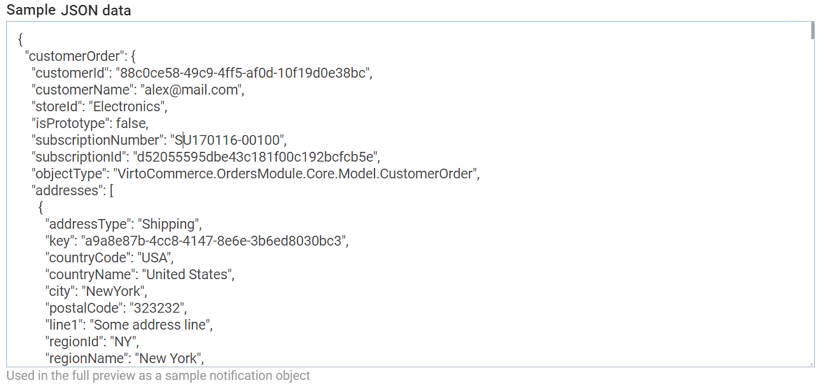 Sample JSON data
{
"customerOrder": {
"customerId": "88c0ce58-49c9-4ff5-af0d-10f19d0e38bc",
"customerName": "alex@mail.com",
"storeId": "Electronics",
"isPrototype": false,
"subscriptionNumber": "SU170116-00100",
"subscriptionId": "d52055595dbe43c181f00c192bcfcb5e",
"objectType": "VirtoCommerce.OrdersModule.Core.Model.CustomerOrder",
"addresses": [
{
"addressType": "Shipping",
"key": "a9a8e87b-4cc8-4147-8e6e-3b6ed8030bc3",
"countryCode": "USA",
"countryName": "United States",
"city": "NewYork",
"postalCode": "323232",
"line1": "Some address line",
"regionId": "NY",
"regionName": "New York",
Used in the full preview as a sample notification object